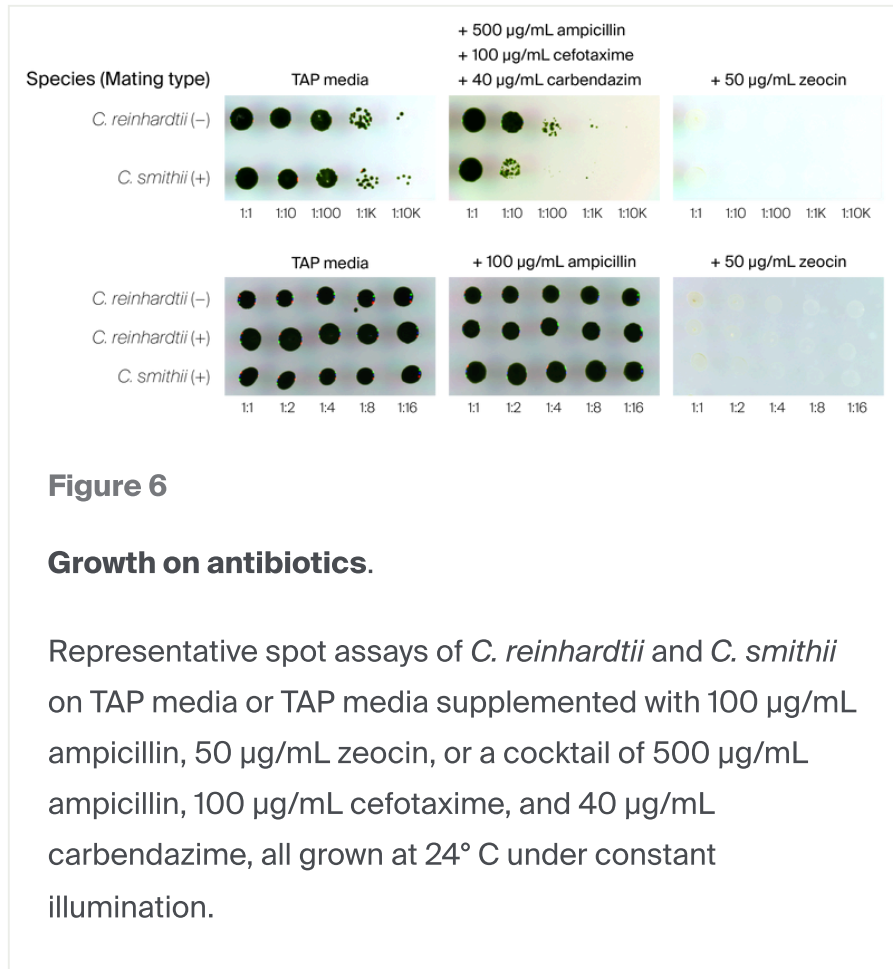 + 500 µg/mL ampicillin
+ 100 µg/mL cefotaxime
Species (Mating type) TAP media + 40 µg/mL carbendazim + 50 µg/mL zeocin
C. reinhardtii (−)
C. smithii (+)
1:1 1:10 1:100 1:1K 1:10K 1:1 1:10 1:100 1:1K 1:10K 1:1 1:10 1:100 1:1K 1:10K
TAP media + 100 µg/mL ampicillin + 50 µg/mL zeocin
C. reinhardtii (−)
C. reinhardtii (+)
C. smithii (+)
1:1 1:2 1:4 1:8 1:16 1:1 1:2 1:4 1:8 1:16 1:1 1:2 1:4 1:8 1:16
Figure 6
Growth on antibiotics.
Representative spot assays of C. reinhardtii and C. smithii
on TAP media or TAP media supplemented with 100 µg/mL
ampicillin, 50 µg/mL zeocin, or a cocktail of 500 µg/mL
ampicillin, 100 µg/mL cefotaxime, and 40 µg/mL
carbendazime, all grown at 24° C under constant
illumination.